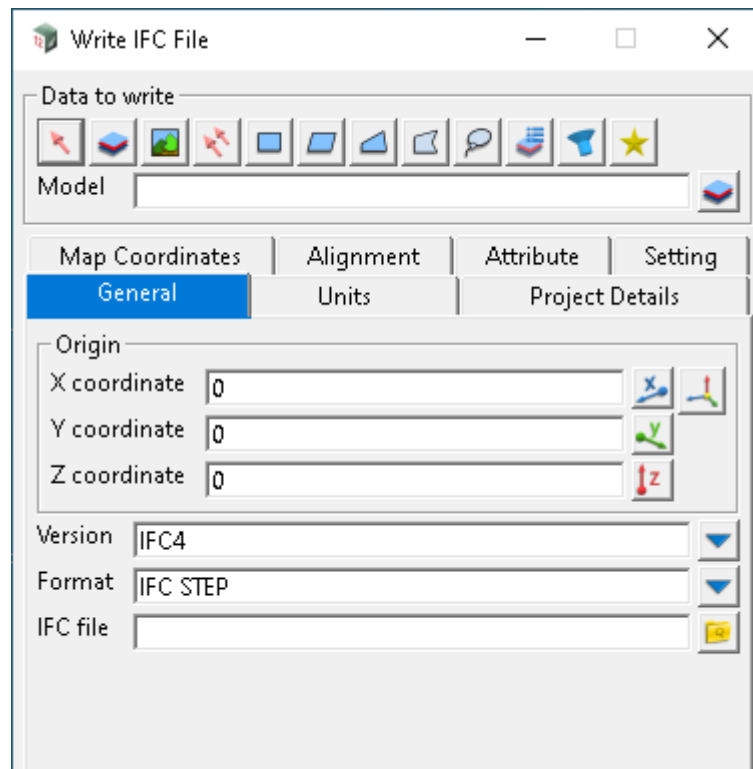 Write IFC File
Data to write
Model
Map Coordinates Alignment Attribute Setting
General Units Project Details
Origin
X coordinate 0
Y coordinate 0
Z coordinate 0
Version IFC4
Format IFC STEP
IFC file